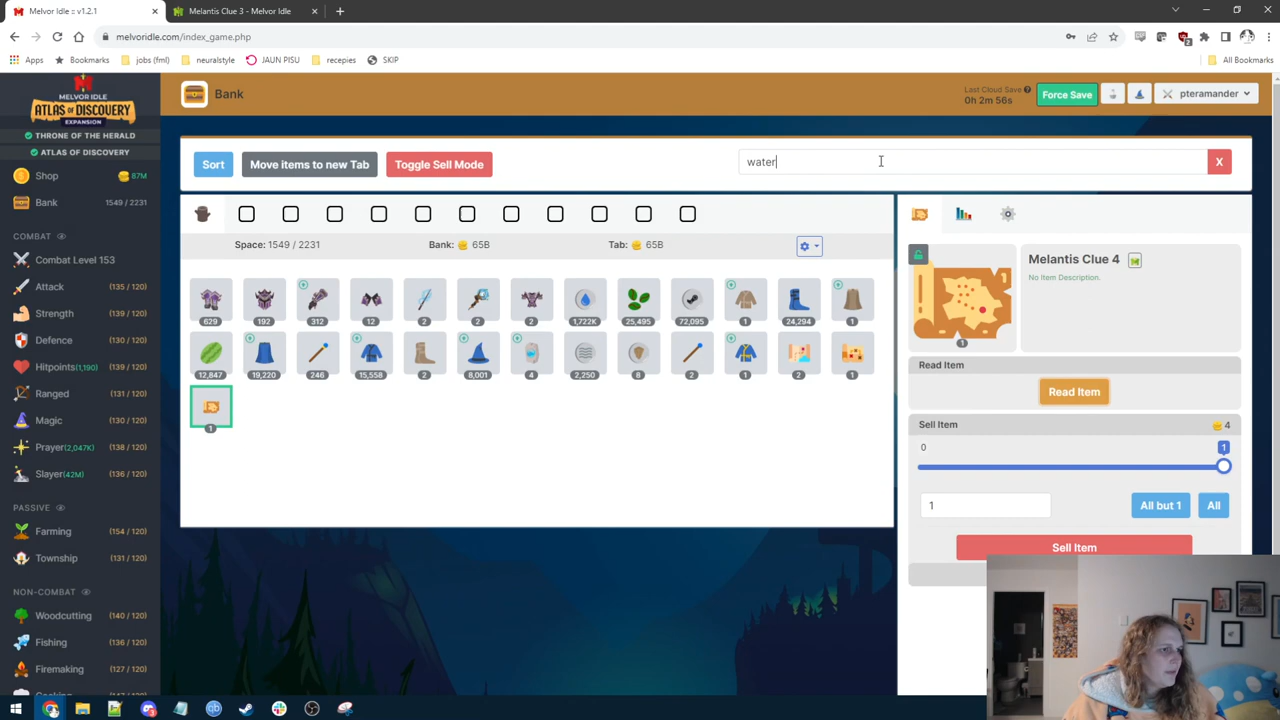 Melvor Idle :: v1.2.1
Melantis Clue 3 - Melvor Idle
melvoridle.com/index_game.php
Apps
Bookmarks
jobs (fml)
neuralstyle
JAUN PISU
recepies
SKIP
All Bookmarks
MELVOR IDLE
ATLAS OF DISCOVERY
EXPANSION
Bank
Last Cloud Save
0h 2m 56s
Force Save
pteramander
THRONE OF THE HERALD
ATLAS OF DISCOVERY
Shop
87M
Bank
1549 / 2231
COMBAT
Combat Level 153
Attack
(135 / 120)
Strength
(139 / 120)
Defence
(130 / 120)
Hitpoints(1,190)
(139 / 120)
Ranged
(131 / 120)
Magic
(130 / 120)
Prayer(2,047K)
(138 / 120)
Slayer(42M)
(136 / 120)
PASSIVE
Farming
(154 / 120)
Township
(131 / 120)
NON-COMBAT
Woodcutting
(140 / 120)
Fishing
(136 / 120)
Firemaking
(127 / 120)
Sort
Move items to new Tab
Toggle Sell Mode
water
X
Space: 1549 / 2231
Bank: 65B
Tab: 65B
629
192
312
12
2
2
2
1,722K
25,495
72,095
1
24,294
1
12,847
19,220
246
15,558
2
8,001
4
2,250
8
2
1
2
1
1
Melantis Clue 4
No Item Description.
1
Read Item
Read Item
Sell Item
4
0
1
1
All but 1
All
Sell Item